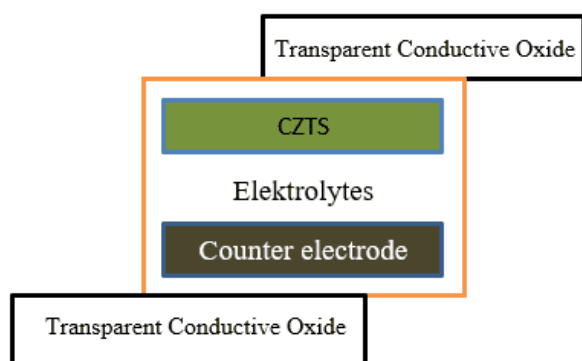 Transparent Conductive Oxide
CZTS
Elektrolytes
Counter electrode
Transparent Conductive Oxide